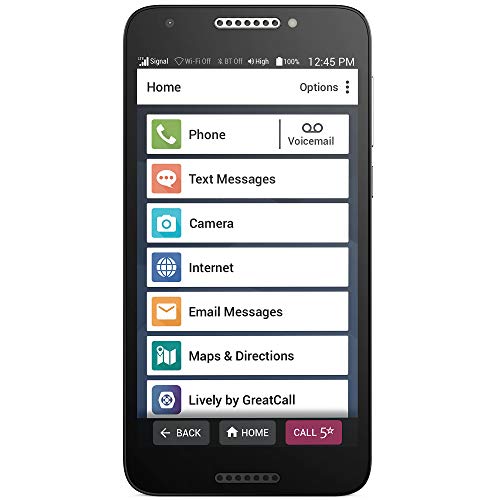 LTE Signal Wi-Fi Off BT Off High 100% 12:45 PM
Home Options
Phone Voicemail
Text Messages
Camera
Internet
Email Messages
Maps & Directions
Lively by GreatCall
BACK HOME CALL 5☆